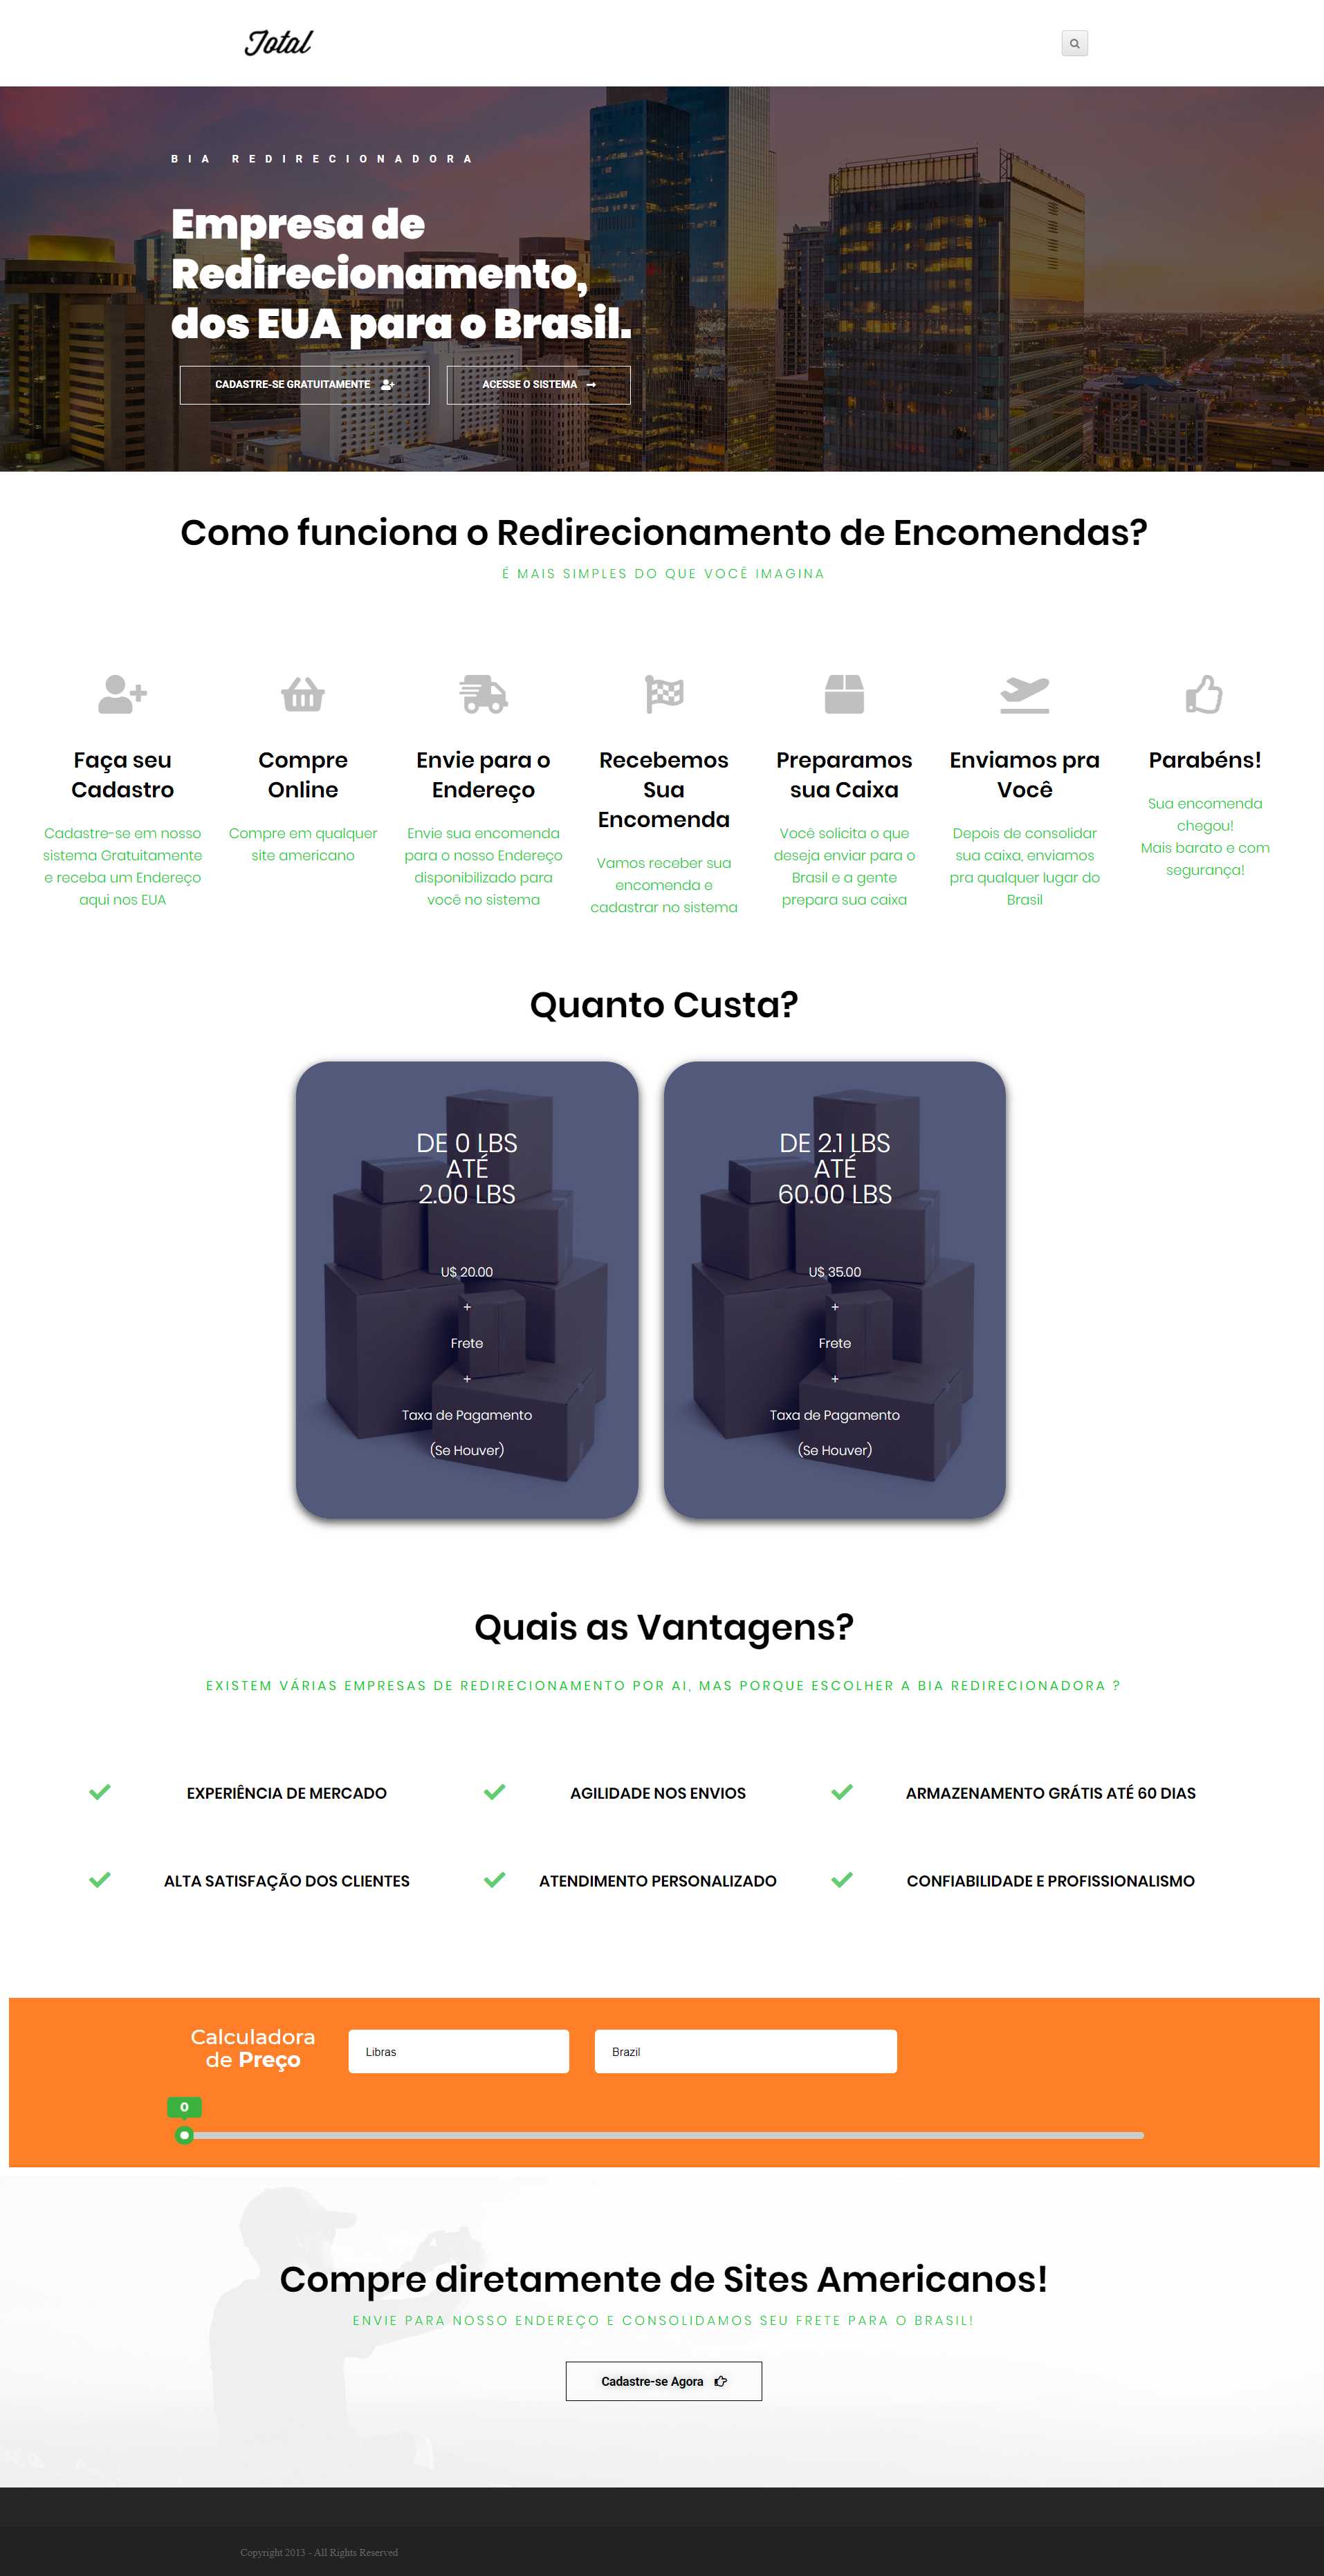 Total
BIA REDIRECIONADORA
Empresa de
Redirecionamento,
dos EUA para o Brasil.
CADASTRE-SE GRATUITAMENTE
ACESSE O SISTEMA
Como funciona o Redirecionamento de Encomendas?
É MAIS SIMPLES DO QUE VOCÊ IMAGINA
Faça seu
Cadastro
Cadastre-se em nosso
sistema Gratuitamente
e receba um Endereço
aqui nos EUA
Compre
Online
Compre em qualquer
site americano
Envie para o
Endereço
Envie sua encomenda
para o nosso Endereço
disponibilizado para
você no sistema
Recebemos
Sua
Encomenda
Vamos receber sua
encomenda e
cadastrar no sistema
Preparamos
sua Caixa
Você solicita o que
deseja enviar para o
Brasil e a gente
prepara sua caixa
Enviamos pra
Você
Depois de consolidar
sua caixa, enviamos
pra qualquer lugar do
Brasil
Parabéns!
Sua encomenda
chegou!
Mais barato e com
segurança!
Quanto Custa?
DE 0 LBS
ATÉ
2.00 LBS
U$ 20.00
+
Frete
+
Taxa de Pagamento
(Se Houver)
DE 2.1 LBS
ATÉ
60.00 LBS
U$ 35.00
+
Frete
+
Taxa de Pagamento
(Se Houver)
Quais as Vantagens?
EXISTEM VÁRIAS EMPRESAS DE REDIRECIONAMENTO POR AI, MAS PORQUE ESCOLHER A BIA REDIRECIONADORA ?
EXPERIÊNCIA DE MERCADO
AGILIDADE NOS ENVIOS
ARMAZENAMENTO GRÁTIS ATÉ 60 DIAS
ALTA SATISFAÇÃO DOS CLIENTES
ATENDIMENTO PERSONALIZADO
CONFIABILIDADE E PROFISSIONALISMO
Calculadora
de Preço
Libras
Brazil
0
Compre diretamente de Sites Americanos!
ENVIE PARA NOSSO ENDEREÇO E CONSOLIDAMOS SEU FRETE PARA O BRASIL!
Cadastre-se Agora
Copyright 2013 - All Rights Reserved